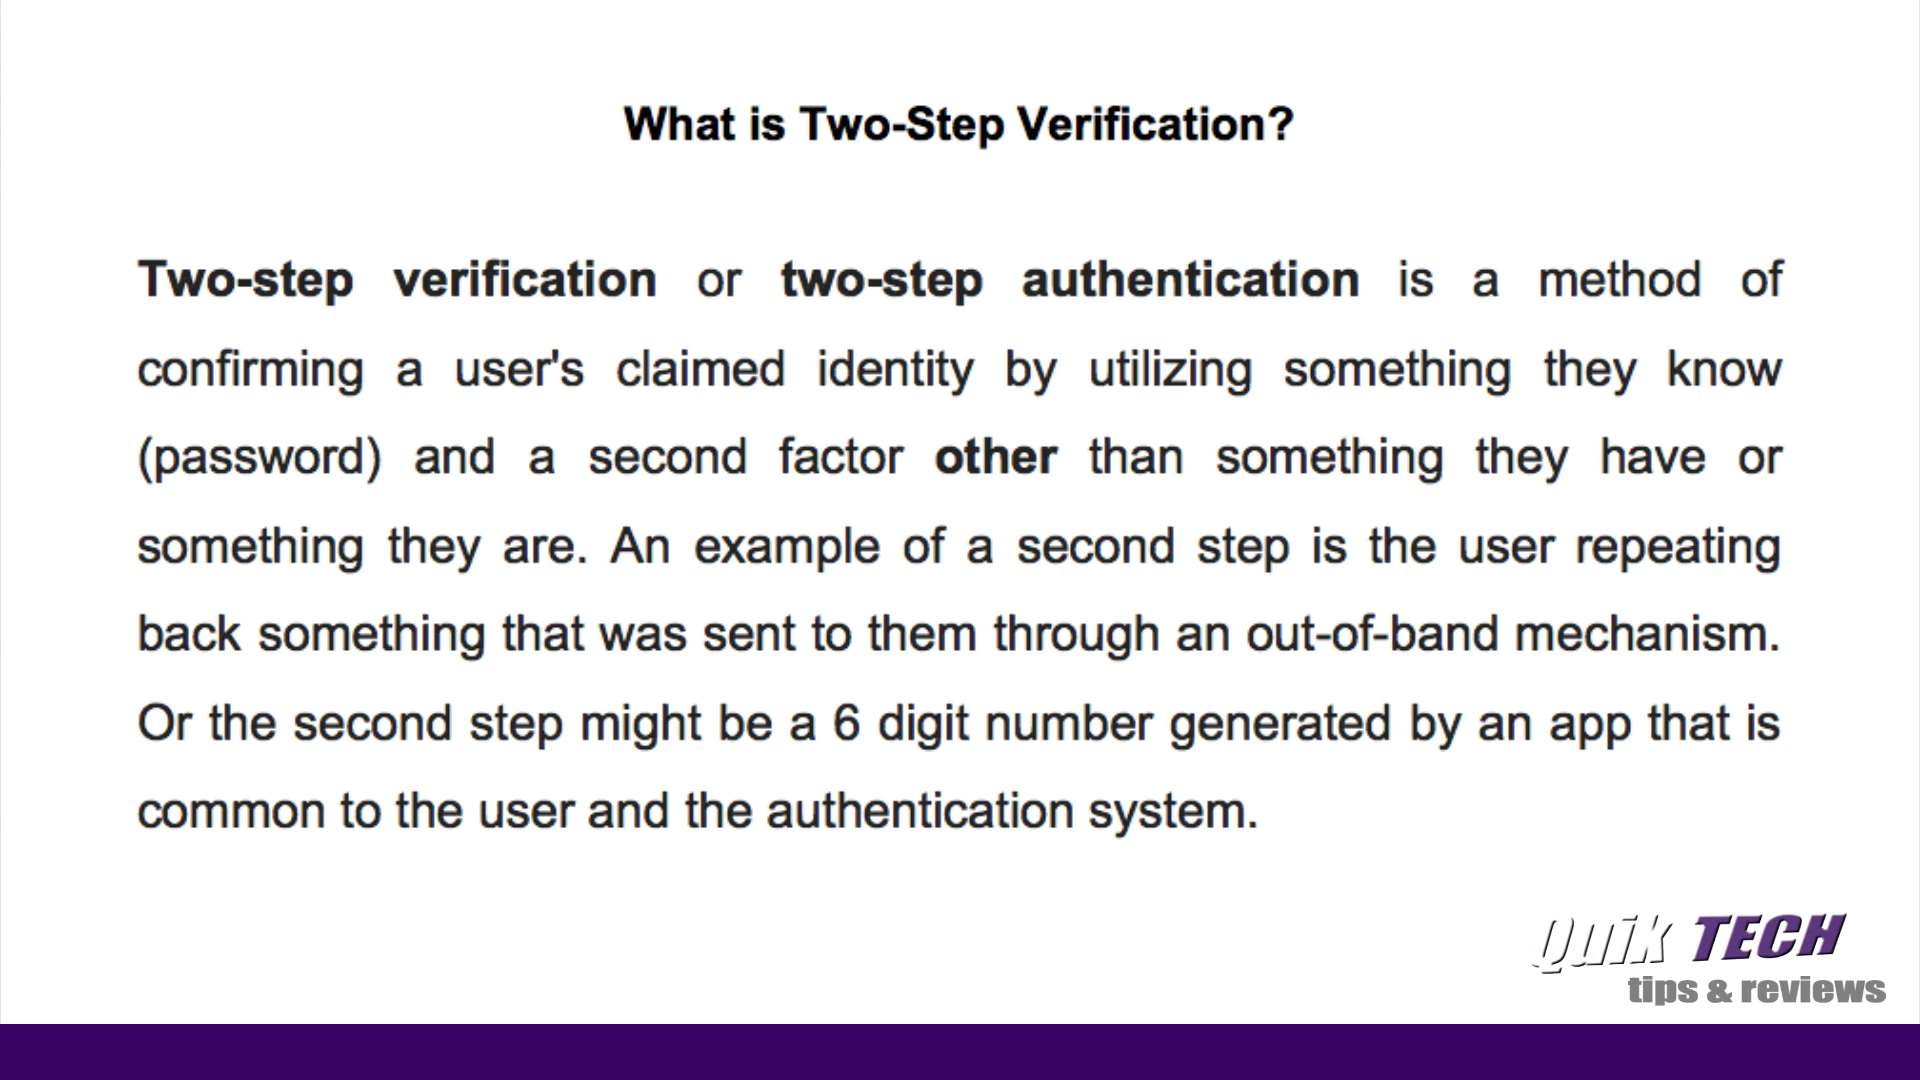 What is Two-Step Verification?
Two-step verification or two-step authentication is a method of
confirming a user's claimed identity by utilizing something they know
(password) and a second factor other than something they have or
something they are. An example of a second step is the user repeating
back something that was sent to them through an out-of-band mechanism.
Or the second step might be a 6 digit number generated by an app that is
common to the user and the authentication system.
Quik TECH
tips & reviews